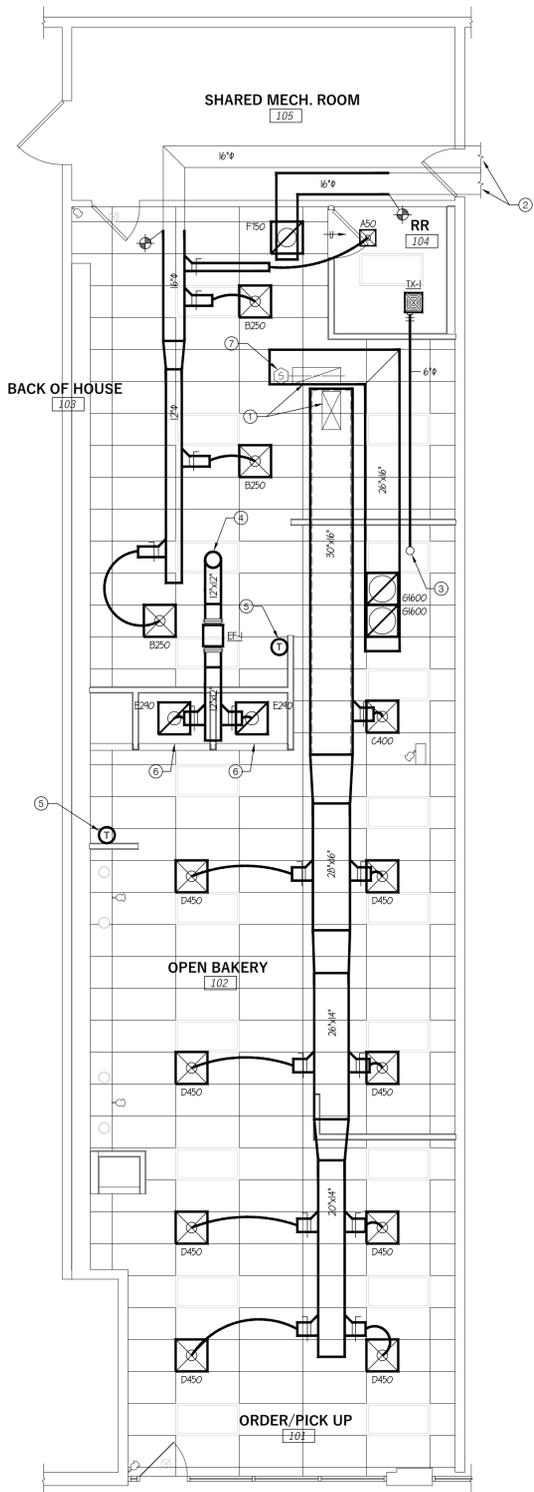 SHARED MECH. ROOM
105
16"Φ
16"Φ
2
F750
A50
RR
104
TX-1
16"Φ
B250
7
6"Φ
BACK OF HOUSE
103
1
12"Φ
B250
26"x16"
30"x16"
4
12"x12"
3
G1600
G1600
5
B250
EF-1
T
E290
12"x12"
E290
C400
6
6
5
T
28"x16"
D450
D450
OPEN BAKERY
102
26"x14"
D450
D450
20"x14"
D450
D450
D450
D450
ORDER/PICK UP
101